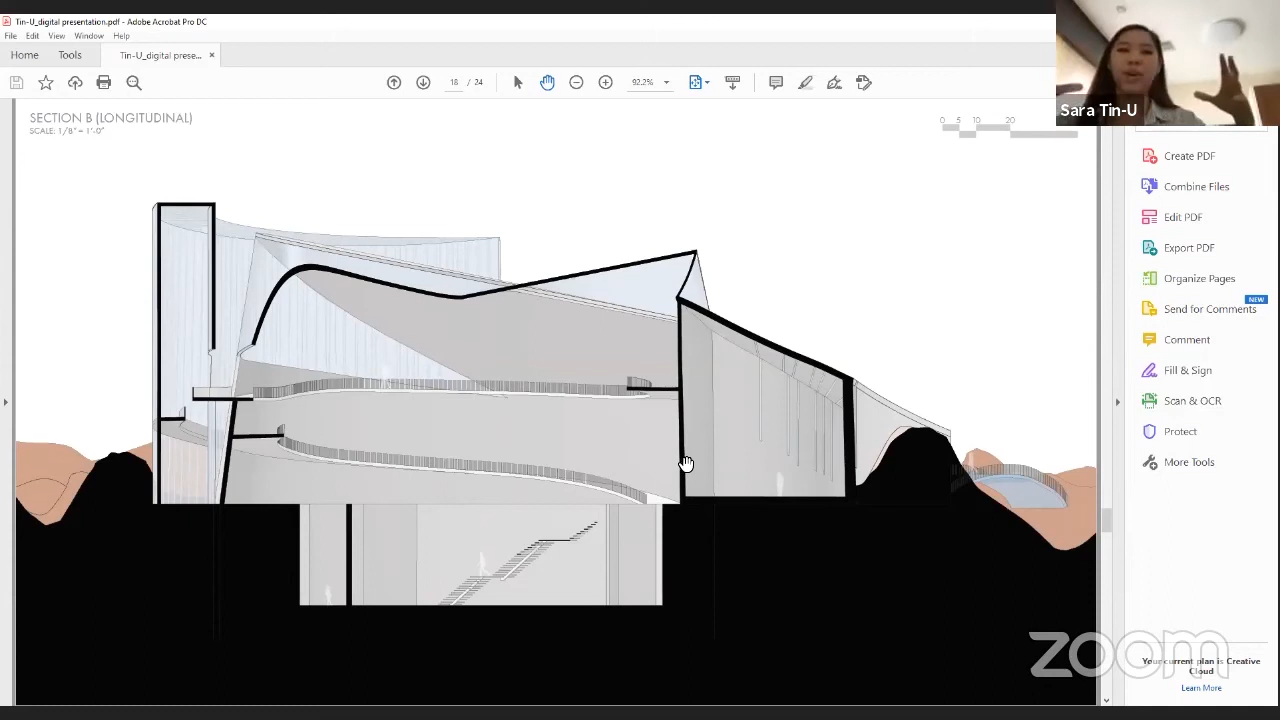 Tin-U_digital presentation.pdf - Adobe Acrobat Pro DC
File Edit View Window Help
Home Tools Tin-U_digital prese... ×
18 / 24 92.2%
Sara Tin-U
SECTION B (LONGITUDINAL)
SCALE: 1/8" = 1'-0"
0 5 10 20
Create PDF
Combine Files
Edit PDF
Export PDF
Organize Pages
NEW
Send for Comments
Comment
Fill & Sign
Scan & OCR
Protect
More Tools
zoom
Your current plan is Creative
Cloud
Learn More